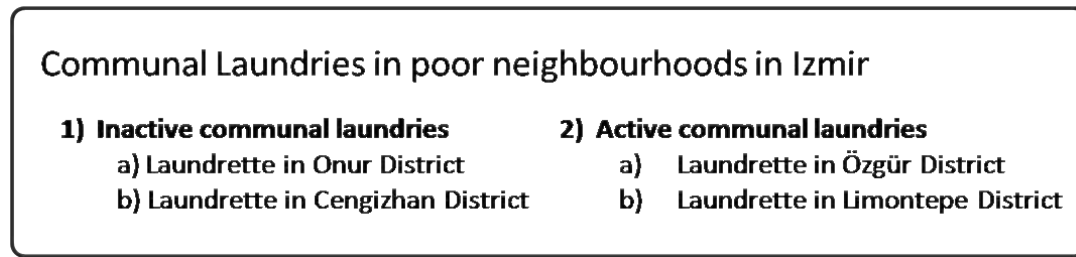 Communal Laundries in poor neighbourhoods in Izmir
1) Inactive communal laundries
a) Laundrette in Onur District
b) Laundrette in Cengizhan District
2) Active communal laundries
a) Laundrette in Özgür District
b) Laundrette in Limontepe District